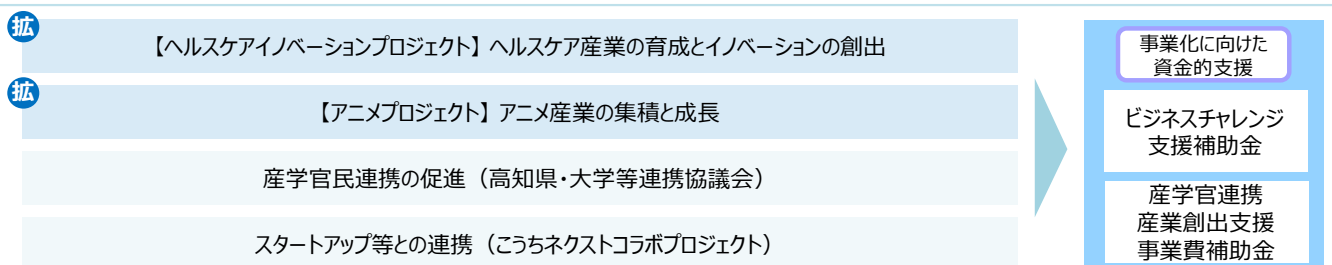 拡
【ヘルスケアイノベーションプロジェクト】 ヘルスケア産業の育成とイノベーションの創出
拡
【アニメプロジェクト】 アニメ産業の集積と成長
産学官民連携の促進（高知県・大学等連携協議会）
スタートアップ等との連携（こうちネクストコラボプロジェクト）
事業化に向けた
資金的支援
ビジネスチャレンジ
支援補助金
産学官連携
産業創出支援
事業費補助金